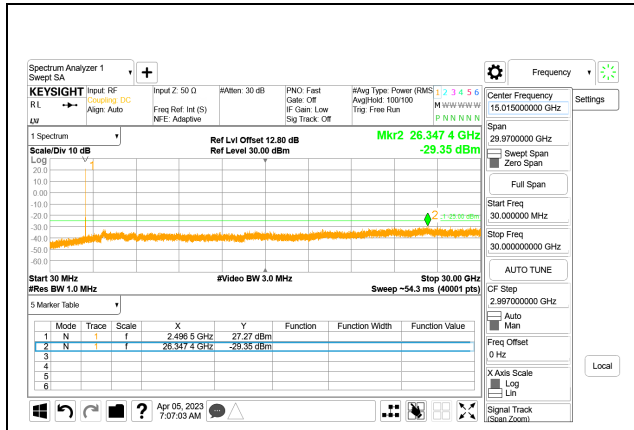 Spectrum Analyzer 1
Swept SA
+
Frequency
KEYSIGHT
RL
LXI
Input: RF
Coupling: DC
Align: Auto
Input Z: 50 Ω
Freq Ref: Int (S)
NFE: Adaptive
#Atten: 30 dB
PNO: Fast
Gate: Off
IF Gain: Low
Sig Track: Off
#Avg Type: Power (RMS
Avg|Hold: 100/100
Trig: Free Run
1 2 3 4 5 6
M W W W W W
P N N N N N
1 Spectrum
Scale/Div 10 dB
Ref Lvl Offset 12.80 dB
Ref Level 30.00 dBm
Mkr2 26.347 4 GHz
-29.35 dBm
Log
20.0
10.0
0.00
-10.0
-20.0
-30.0
-40.0
-50.0
-60.0
1
2
Start 30 MHz
#Res BW 1.0 MHz
#Video BW 3.0 MHz
Stop 30.00 GHz
Sweep ~54.3 ms (40001 pts)
5 Marker Table
Mode Trace Scale X Y Function Function Width Function Value
1 N 1 f 2.496 5 GHz 27.27 dBm
2 N 1 f 26.347 4 GHz -29.35 dBm
3
4
5
6
Apr 05, 2023
7:07:03 AM
Center Frequency
15.015000000 GHz
Settings
Span
29.9700000 GHz
Swept Span
Zero Span
Full Span
Start Freq
30.000000 MHz
Stop Freq
30.000000000 GHz
AUTO TUNE
CF Step
2.997000000 GHz
Auto
Man
Freq Offset
0 Hz
X Axis Scale
Log
Lin
Local
Signal Track
(Span Zoom)